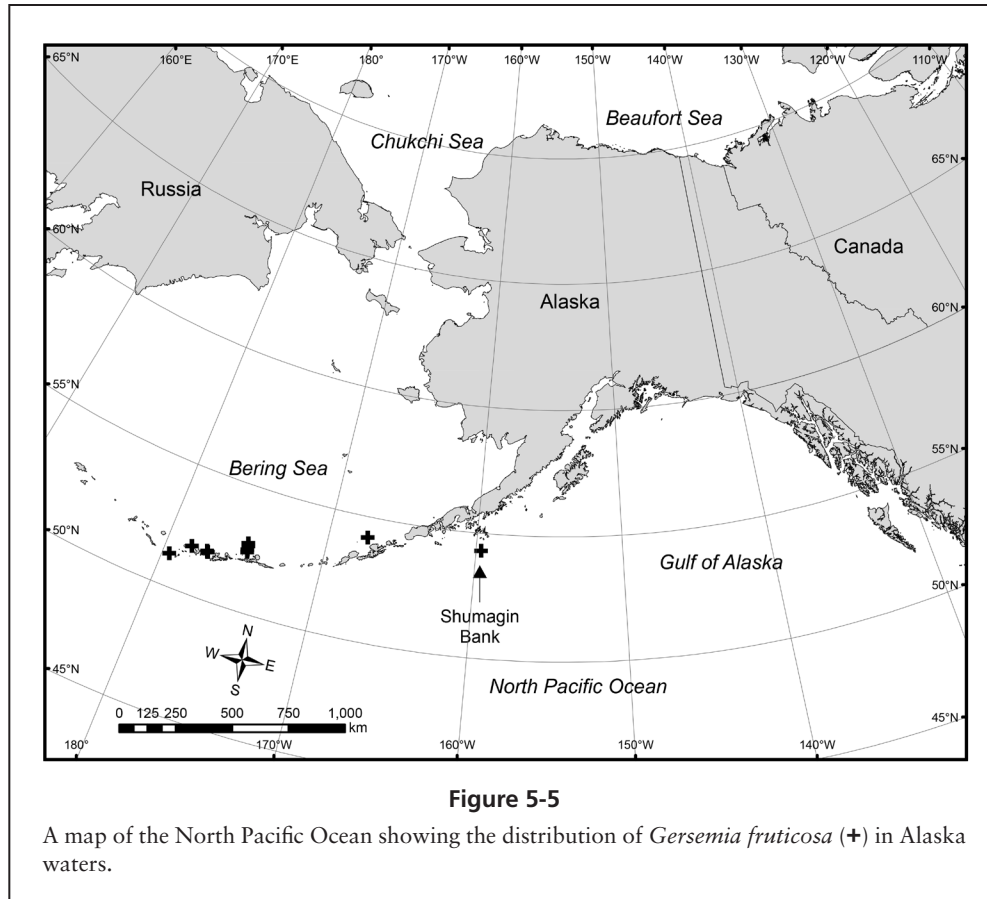 65°N 160°E 170°E 180° 170°W 160°W 150°W 140°W 130°W 120°W 110°W
Beaufort Sea
Chukchi Sea
65°N
Russia
60°N
Canada
Alaska
60°N
55°N
55°N
Bering Sea
50°N
Gulf of Alaska
50°N
Shumagin
Bank
N
W
E
S
North Pacific Ocean
45°N
45°N
0 125 250 500 750 1,000
km
180° 170°W 160°W 150°W 140°W
Figure 5-5
A map of the North Pacific Ocean showing the distribution of Gersemia fruticosa (+) in Alaska
waters.